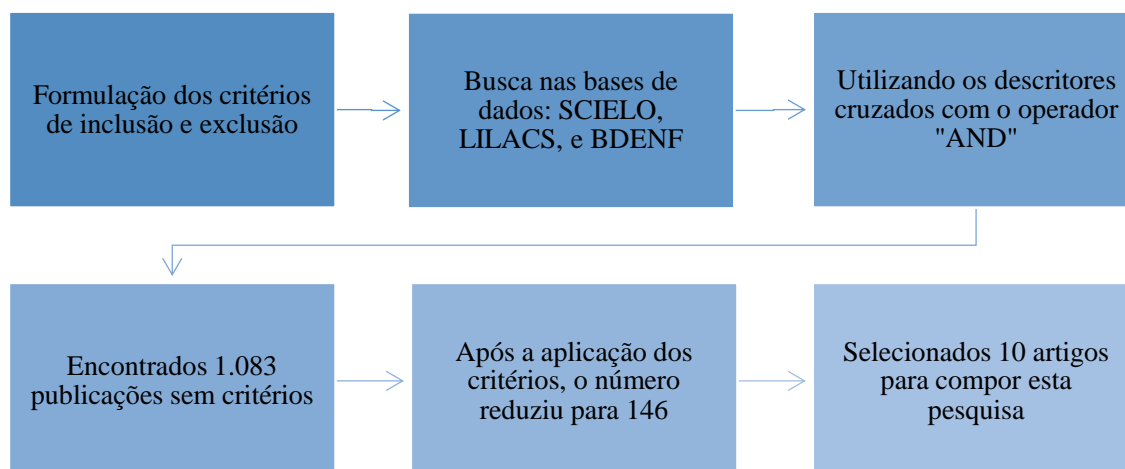 Formulação dos critérios
de inclusão e exclusão
Busca nas bases de
dados: SCIELO,
LILACS, e BDENF
Utilizando os descritores
cruzados com o operador
"AND"
Encontrados 1.083
publicações sem critérios
Após a aplicação dos
critérios, o número
reduziu para 146
Selecionados 10 artigos
para compor esta
pesquisa